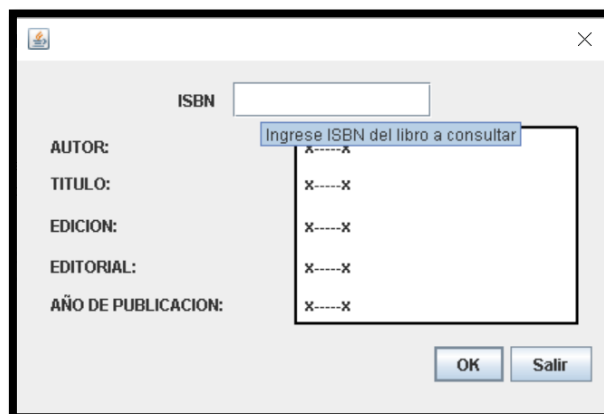 ISBN
Ingrese ISBN del libro a consultar
AUTOR: x-----x
TITULO: x-----x
EDICION: x-----x
EDITORIAL: x-----x
AÑO DE PUBLICACION: x-----x
OK Salir